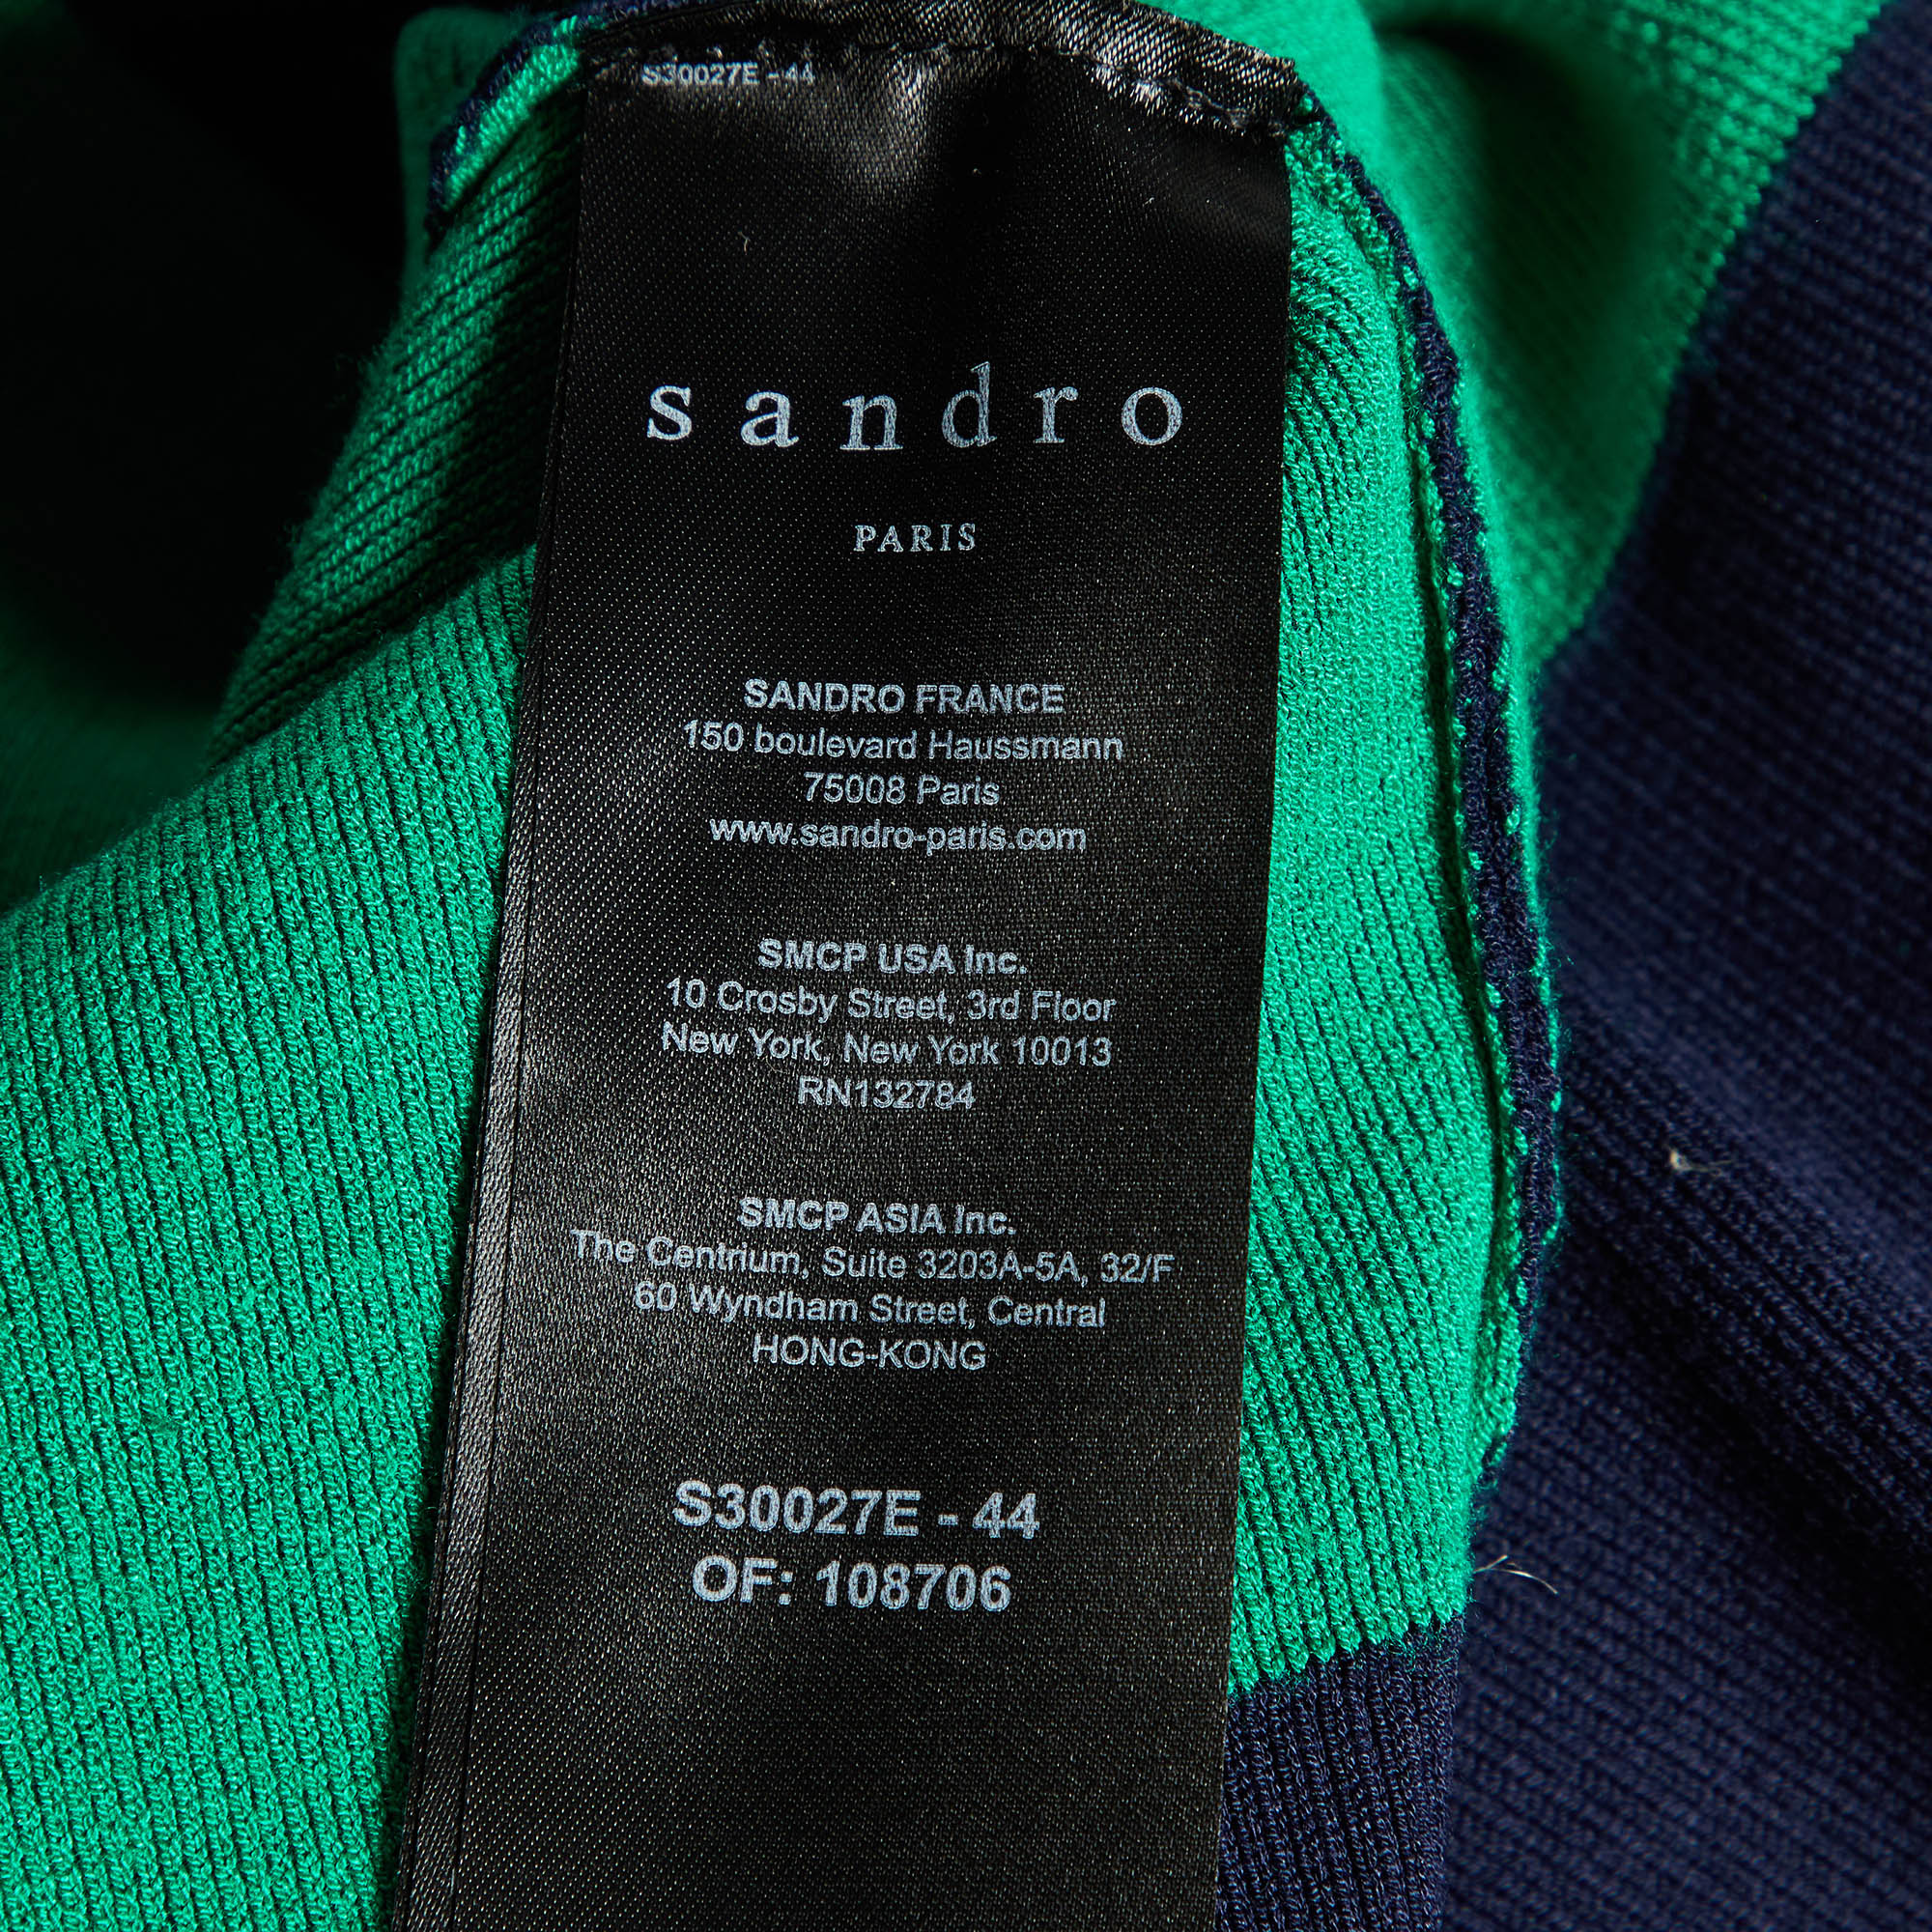 S30027E - 44
sandro
PARIS
SANDRO FRANCE
150 boulevard Haussmann
75008 Paris
www.sandro-paris.com
SMCP USA Inc.
10 Crosby Street, 3rd Floor
New York, New York 10013
RN132784
SMCP ASIA Inc.
The Centrium, Suite 3203A-5A, 32/F
60 Wyndham Street, Central
HONG-KONG
S30027E - 44
OF: 108706